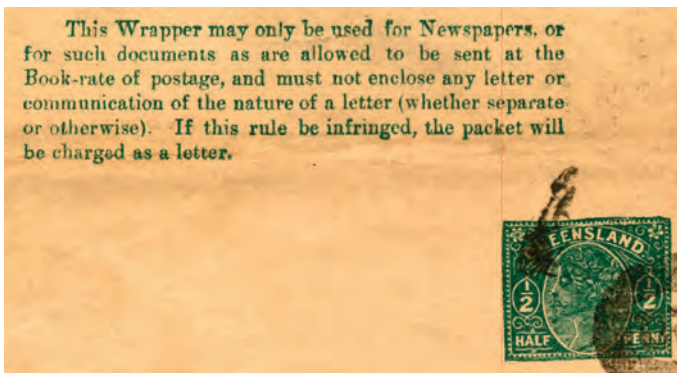 This Wrapper may only be used for Newspapers, or
for such documents as are allowed to be sent at the
Book-rate of postage, and must not enclose any letter or
communication of the nature of a letter (whether separate
or otherwise). If this rule be infringed, the packet will
be charged as a letter.
QUEENSLAND
1/2 1/2
HALF PENNY